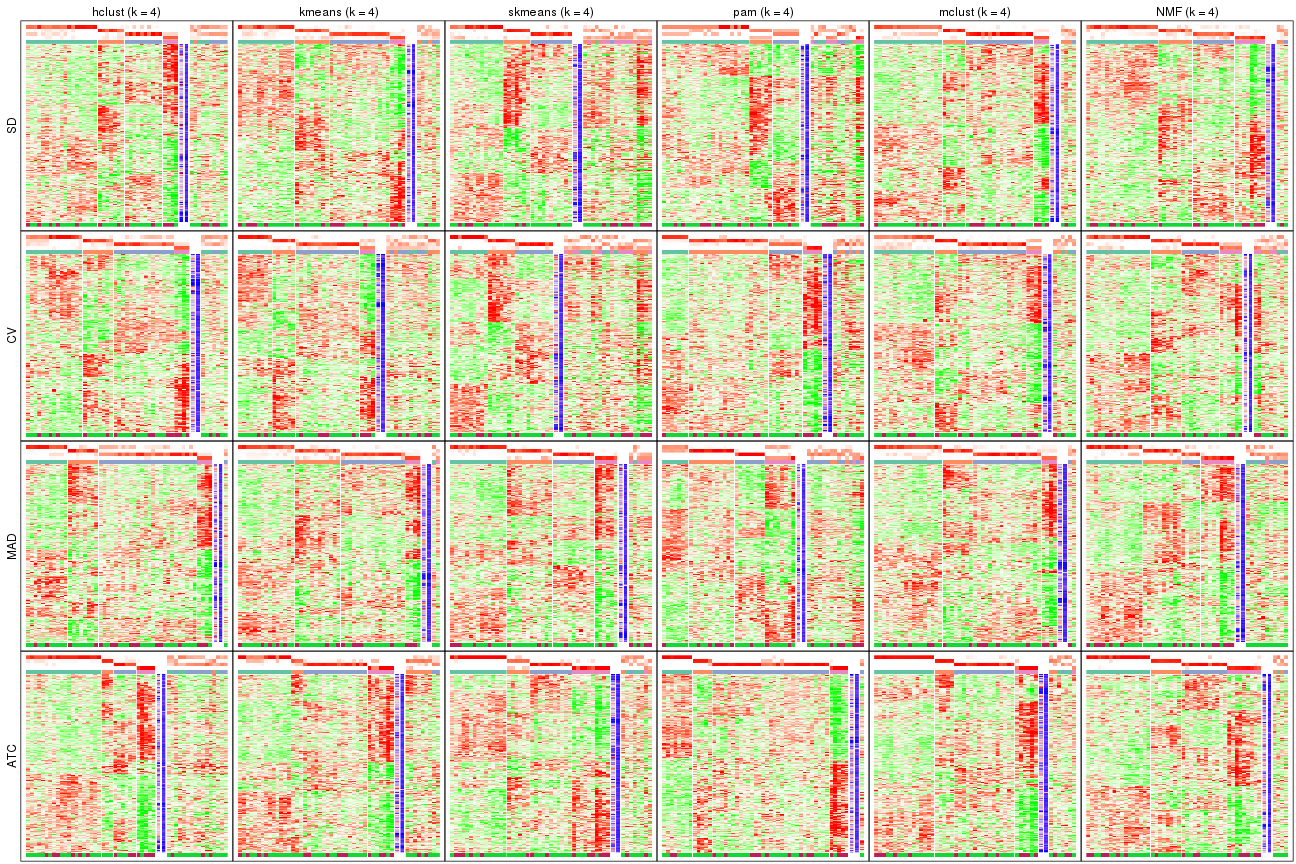 hclust (k = 4) kmeans (k = 4) skmeans (k = 4) pam (k = 4) mclust (k = 4) NMF (k = 4)
SD
CV
MAD
ATC